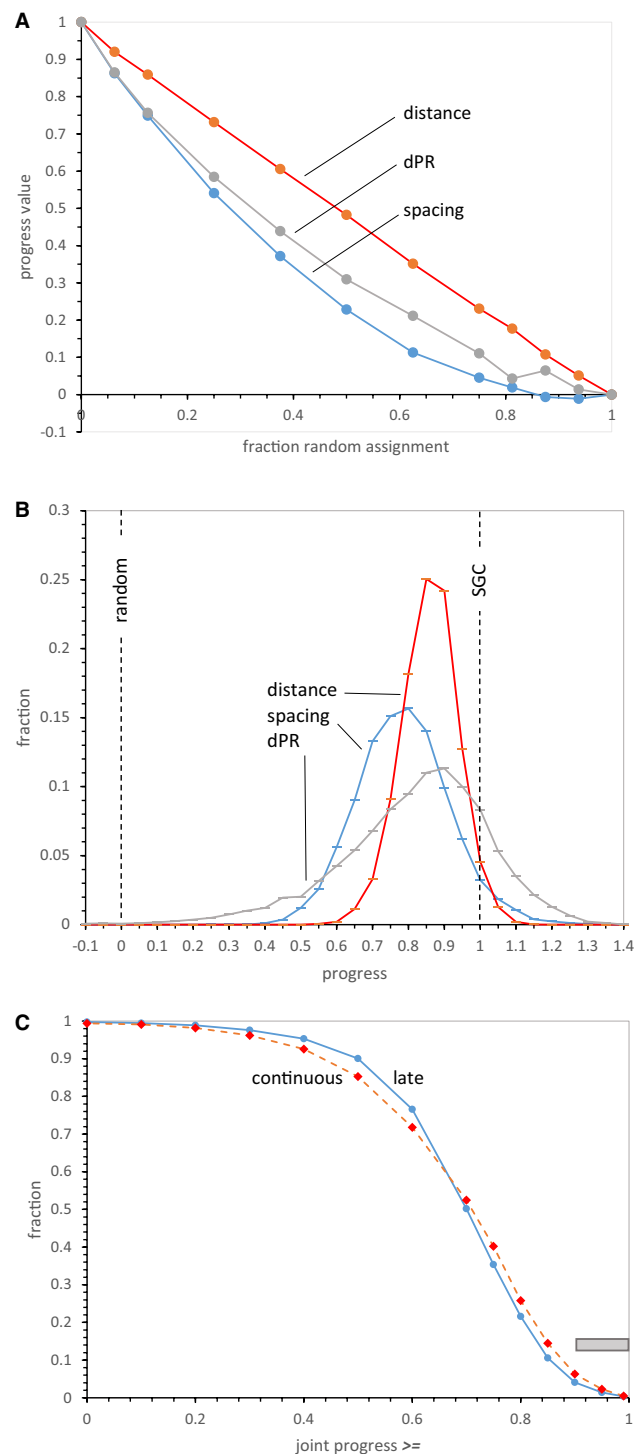 A
1
0.9
0.8
0.7
0.6
0.5
0.4
0.3
0.2
0.1
0
-0.1
progress value
distance
dPR
spacing
0 0.2 0.4 0.6 0.8 1
fraction random assignment
B
0.3
0.25
0.2
0.15
0.1
0.05
0
fraction
random
SGC
distance
spacing
dPR
-0.1 0 0.1 0.2 0.3 0.4 0.5 0.6 0.7 0.8 0.9 1 1.1 1.2 1.3 1.4
progress
C
1
0.9
0.8
0.7
0.6
0.5
0.4
0.3
0.2
0.1
0
fraction
continuous late
0 0.2 0.4 0.6 0.8 1
joint progress >=